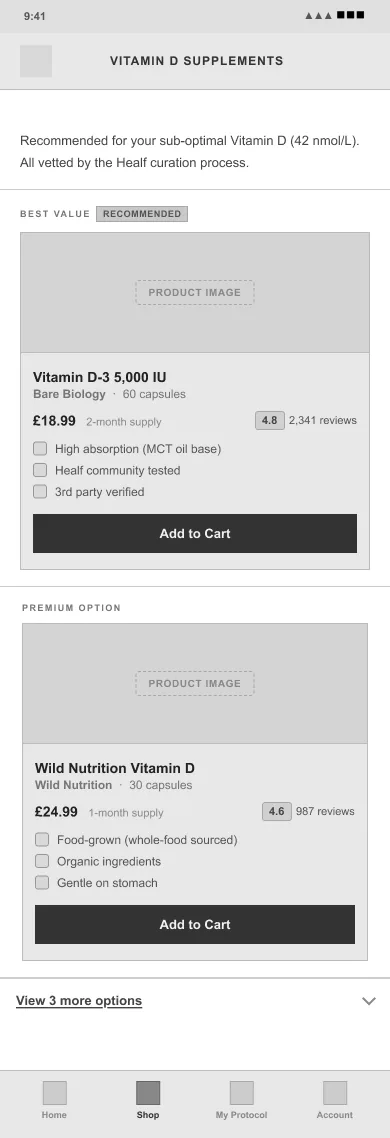 9:41
VITAMIN D SUPPLEMENTS
Recommended for your sub-optimal Vitamin D (42 nmol/L).
All vetted by the Healf curation process.
BEST VALUE RECOMMENDED
PRODUCT IMAGE
Vitamin D-3 5,000 IU
Bare Biology · 60 capsules
£18.99 2-month supply 4.8 2,341 reviews
High absorption (MCT oil base)
Healf community tested
3rd party verified
Add to Cart
PREMIUM OPTION
PRODUCT IMAGE
Wild Nutrition Vitamin D
Wild Nutrition · 30 capsules
£24.99 1-month supply 4.6 987 reviews
Food-grown (whole-food sourced)
Organic ingredients
Gentle on stomach
Add to Cart
View 3 more options
Home Shop My Protocol Account